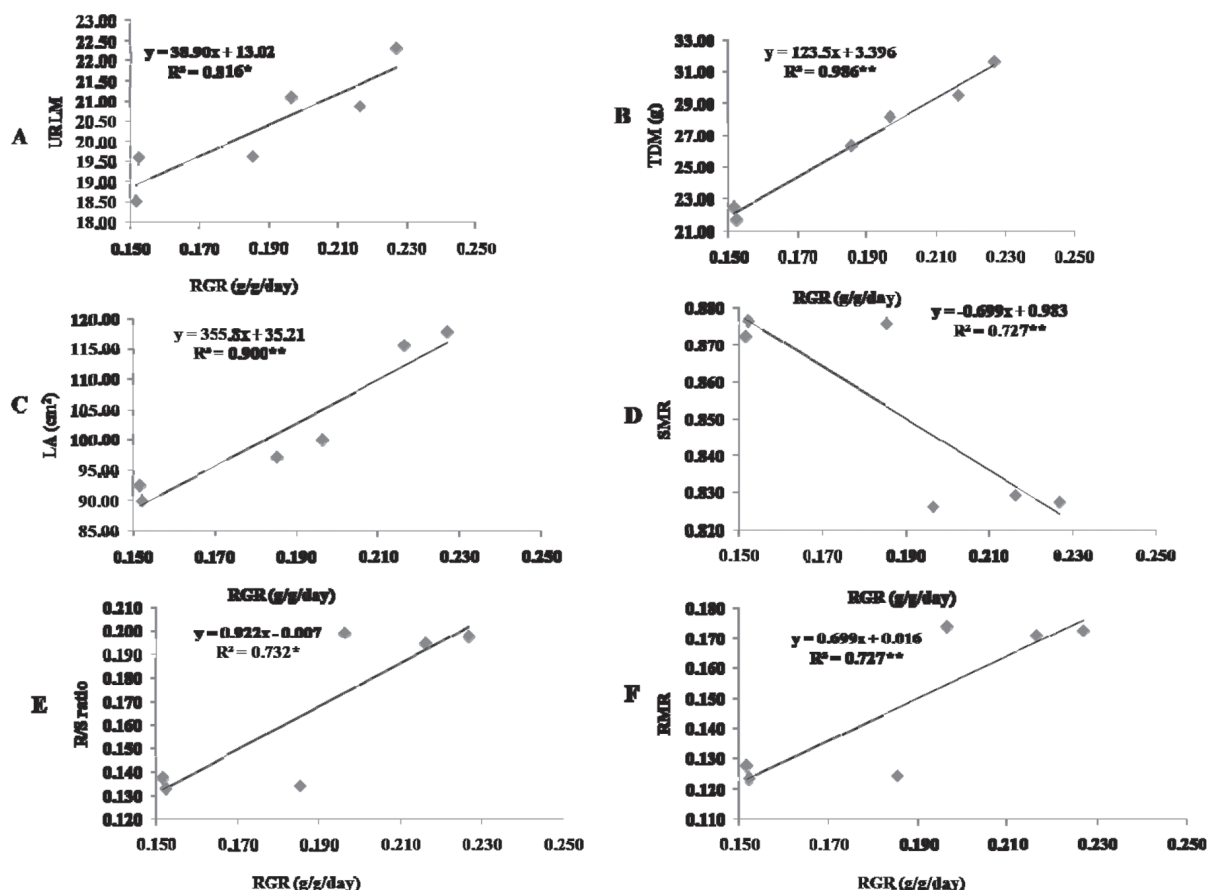 A
URLM
23.00
22.50
22.00
21.50
21.00
20.50
20.00
19.50
19.00
18.50
18.00
y = 38.90x + 13.02
R² = 0.816*
0.150 0.170 0.190 0.210 0.230 0.250
RGR (g/g/day)
B
TDM (g)
33.00
31.00
29.00
27.00
25.00
23.00
21.00
y = 123.5x + 3.396
R² = 0.986**
0.150 0.170 0.190 0.210 0.230 0.250
RGR (g/g/day)
C
LA (cm²)
120.00
115.00
110.00
105.00
100.00
95.00
90.00
85.00
y = 355.8x + 35.21
R² = 0.900**
0.150 0.170 0.190 0.210 0.230 0.250
RGR (g/g/day)
D
SMR
0.890
0.880
0.870
0.860
0.850
0.840
0.830
0.820
y = -0.699x + 0.983
R² = 0.727**
0.150 0.170 0.190 0.210 0.230 0.250
RGR (g/g/day)
E
R/S ratio
0.210
0.200
0.190
0.180
0.170
0.160
0.150
0.140
0.130
0.120
y = 0.922x - 0.007
R² = 0.732*
0.150 0.170 0.190 0.210 0.230 0.250
RGR (g/g/day)
F
RMR
0.180
0.170
0.160
0.150
0.140
0.130
0.120
0.110
y = 0.699x + 0.016
R² = 0.727**
0.150 0.170 0.190 0.210 0.230 0.250
RGR (g/g/day)